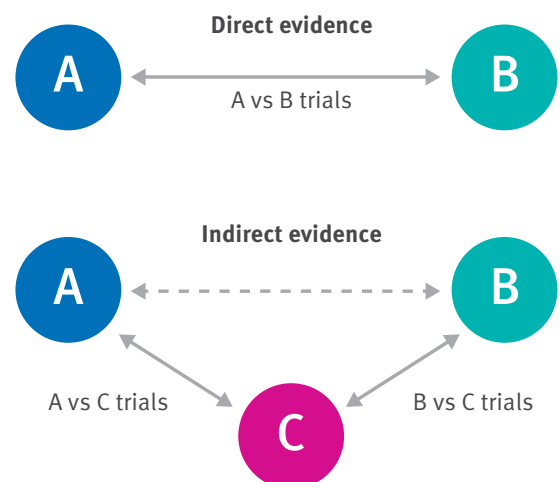 Direct evidence
A
B
A vs B trials
Indirect evidence
A
B
A vs C trials
B vs C trials
C